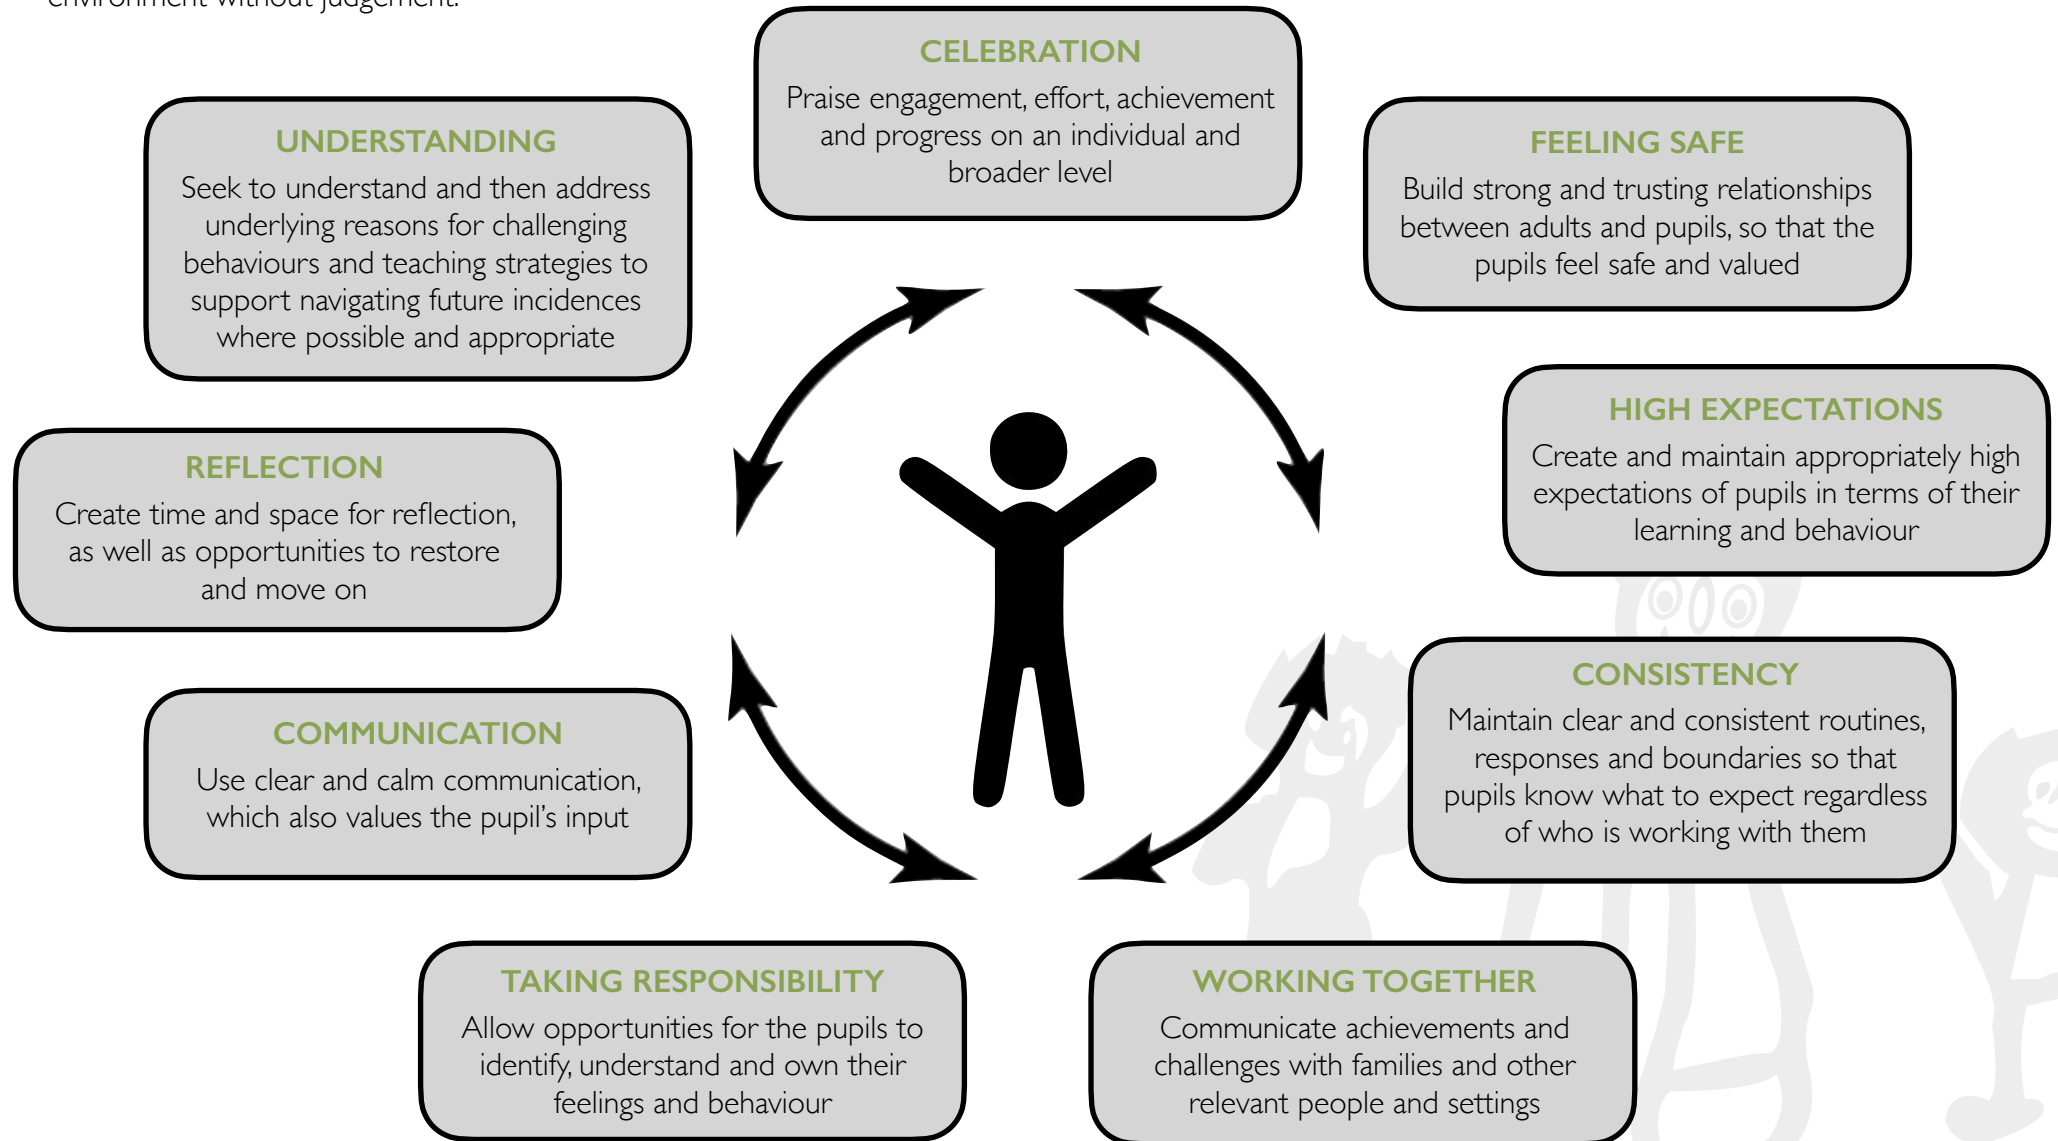 environment without judgement.
CELEBRATION
Praise engagement, effort, achievement
and progress on an individual and
broader level
FEELING SAFE
Build strong and trusting relationships
between adults and pupils, so that the
pupils feel safe and valued
HIGH EXPECTATIONS
Create and maintain appropriately high
expectations of pupils in terms of their
learning and behaviour
CONSISTENCY
Maintain clear and consistent routines,
responses and boundaries so that
pupils know what to expect regardless
of who is working with them
WORKING TOGETHER
Communicate achievements and
challenges with families and other
relevant people and settings
TAKING RESPONSIBILITY
Allow opportunities for the pupils to
identify, understand and own their
feelings and behaviour
COMMUNICATION
Use clear and calm communication,
which also values the pupil's input
REFLECTION
Create time and space for reflection,
as well as opportunities to restore
and move on
UNDERSTANDING
Seek to understand and then address
underlying reasons for challenging
behaviours and teaching strategies to
support navigating future incidences
where possible and appropriate